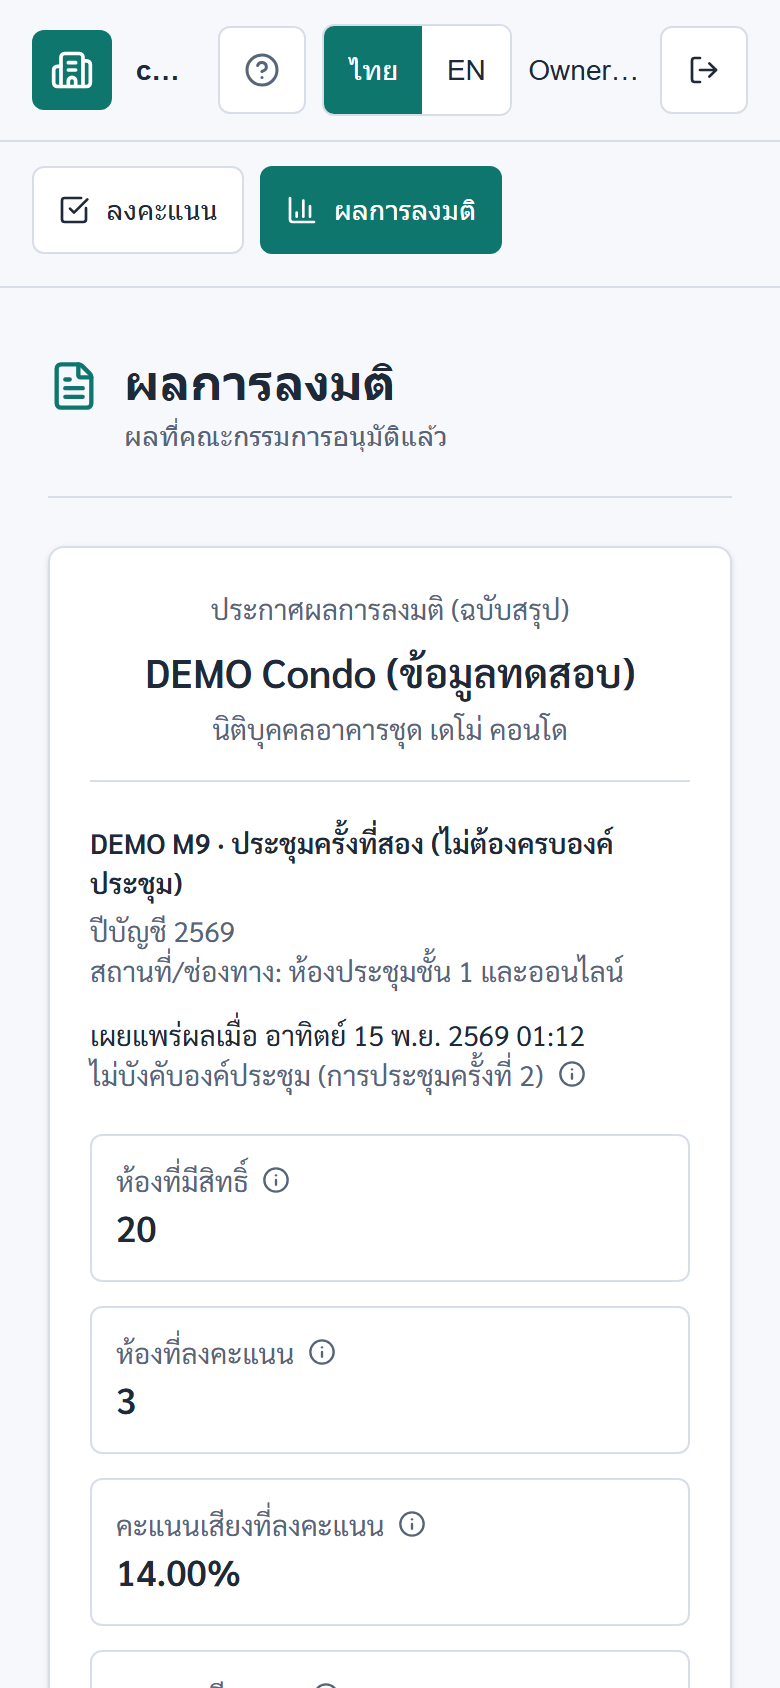 c...
ไทย
EN
Owner...
ลงคะแนน
ผลการลงมติ
ผลการลงมติ
ผลที่คณะกรรมการอนุมัติแล้ว
ประกาศผลการลงมติ (ฉบับสรุป)
DEMO Condo (ข้อมูลทดสอบ)
นิติบุคคลอาคารชุด เดโม่ คอนโด
DEMO M9 · ประชุมครั้งที่สอง (ไม่ต้องครบองค์
ประชุม)
ปีบัญชี 2569
สถานที่/ช่องทาง: ห้องประชุมชั้น 1 และออนไลน์
เผยแพร่ผลเมื่อ อาทิตย์ 15 พ.ย. 2569 01:12
ไม่บังคับองค์ประชุม (การประชุมครั้งที่ 2)
ห้องที่มีสิทธิ์
20
ห้องที่ลงคะแนน
3
คะแนนเสียงที่ลงคะแนน
14.00%